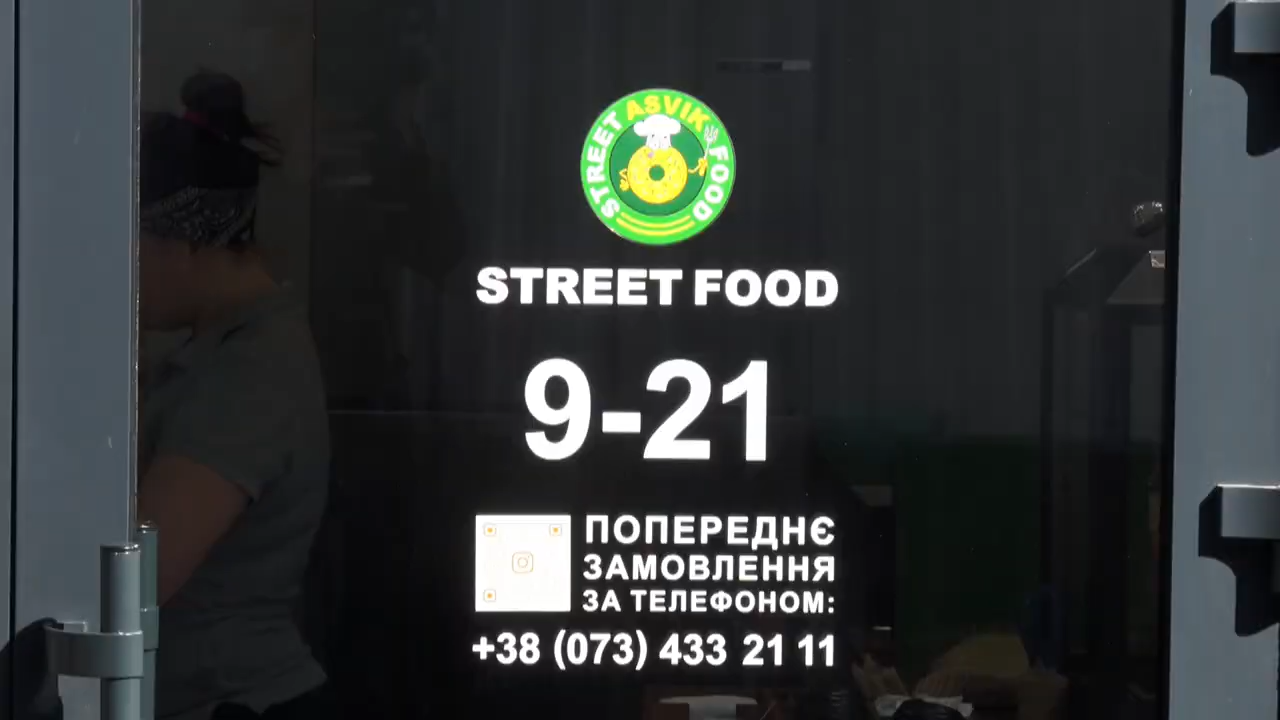 STREET ASVIK FOOD
STREET FOOD
9-21
ПОПЕРЕДНЄ
ЗАМОВЛЕННЯ
ЗА ТЕЛЕФОНОМ:
+38 (073) 433 21 11